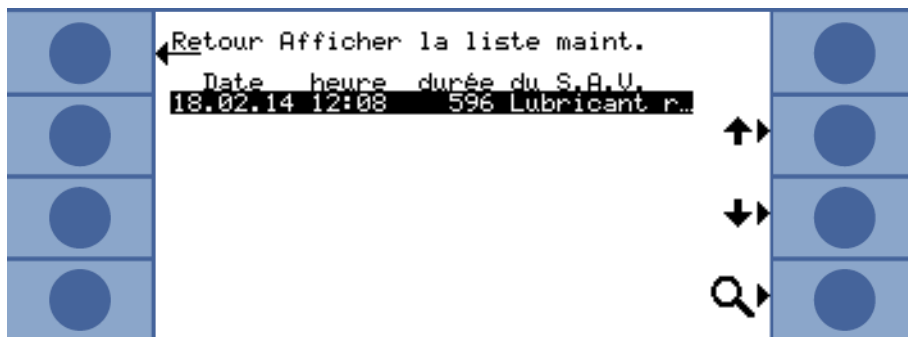 Retour Afficher la liste maint.
Date heure durée du S.A.V.
18.02.14 12:08 596 Lubricant r…